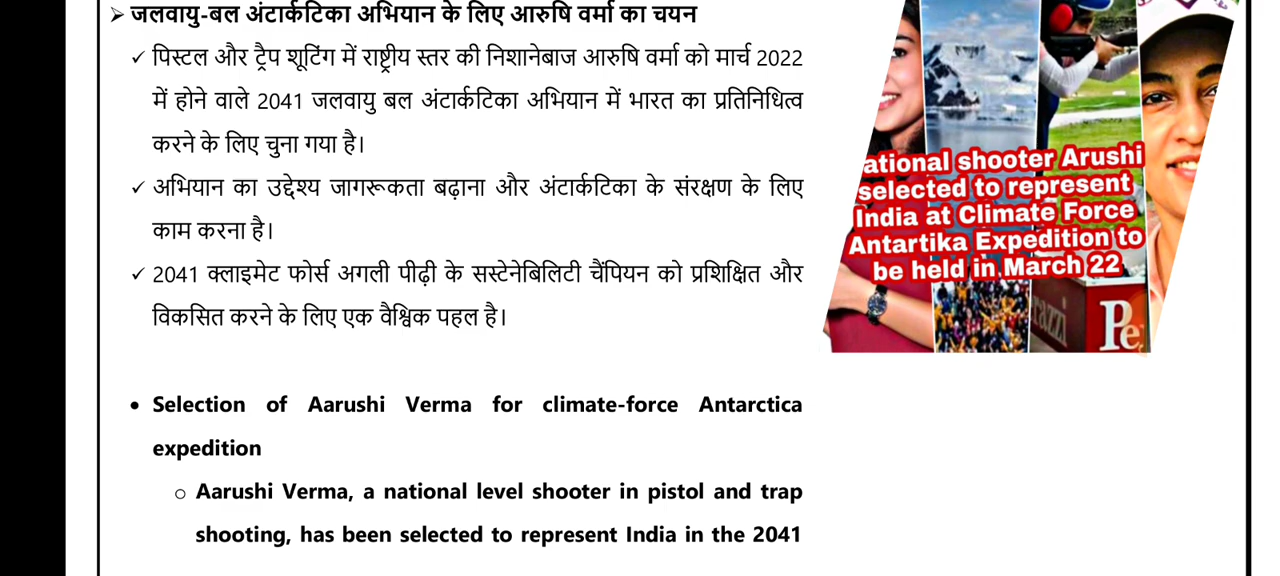 ➢ जलवायु-बल अंटार्कटिका अभियान के लिए आरुषि वर्मा का चयन
✓ पिस्टल और ट्रैप शूटिंग में राष्ट्रीय स्तर की निशानेबाज आरुषि वर्मा को मार्च 2022
में होने वाले 2041 जलवायु बल अंटार्कटिका अभियान में भारत का प्रतिनिधित्व
करने के लिए चुना गया है।
✓ अभियान का उद्देश्य जागरूकता बढ़ाना और अंटार्कटिका के संरक्षण के लिए
काम करना है।
✓ 2041 क्लाइमेट फोर्स अगली पीढ़ी के सस्टेनेबिलिटी चैंपियन को प्रशिक्षित और
विकसित करने के लिए एक वैश्विक पहल है।
ational shooter Arushi
selected to represent
India at Climate Force
Antartika Expedition to
be held in March 22
razzi
Pe
• Selection of Aarushi Verma for climate-force Antarctica
expedition
o Aarushi Verma, a national level shooter in pistol and trap
shooting, has been selected to represent India in the 2041